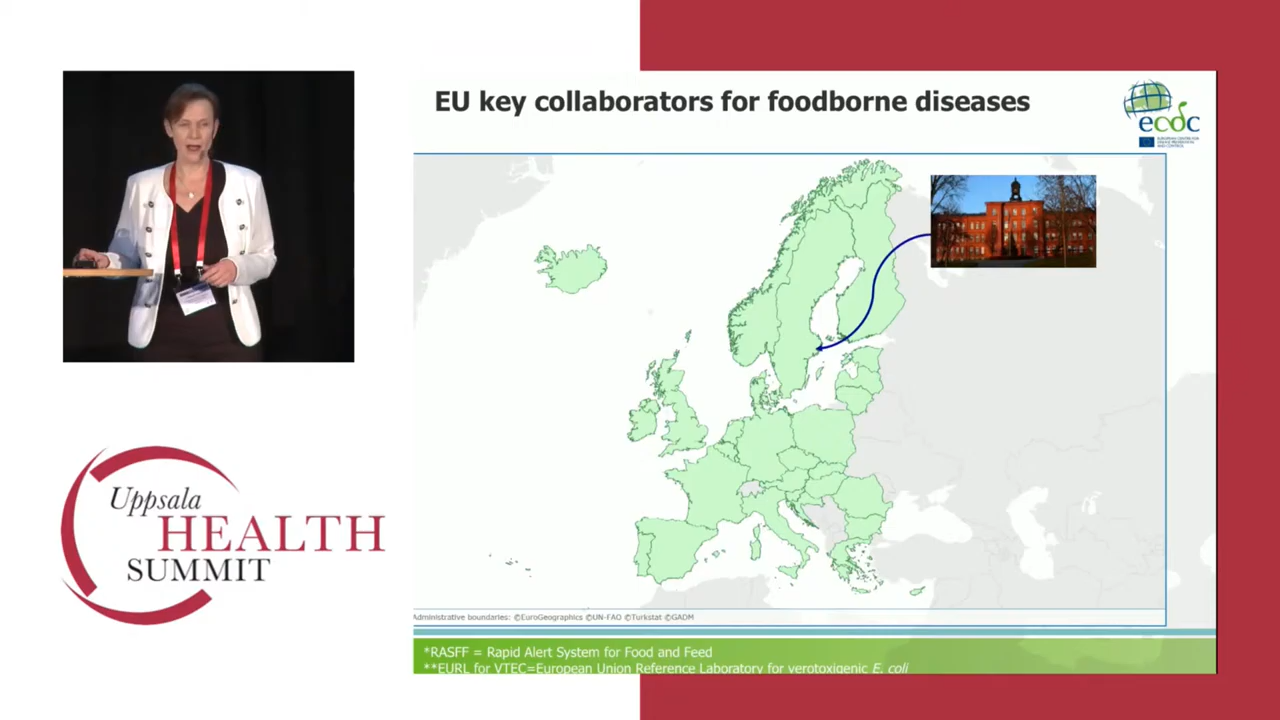 EU key collaborators for foodborne diseases
ecdc
EUROPEAN CENTRE FOR
DISEASE PREVENTION
AND CONTROL
Uppsala
HEALTH
SUMMIT
Administrative boundaries: ©EuroGeographics ©UN-FAO ©Turkstat ©GADM
*RASFF = Rapid Alert System for Food and Feed
**EURL for VTEC=European Union Reference Laboratory for verotoxigenic E. coli